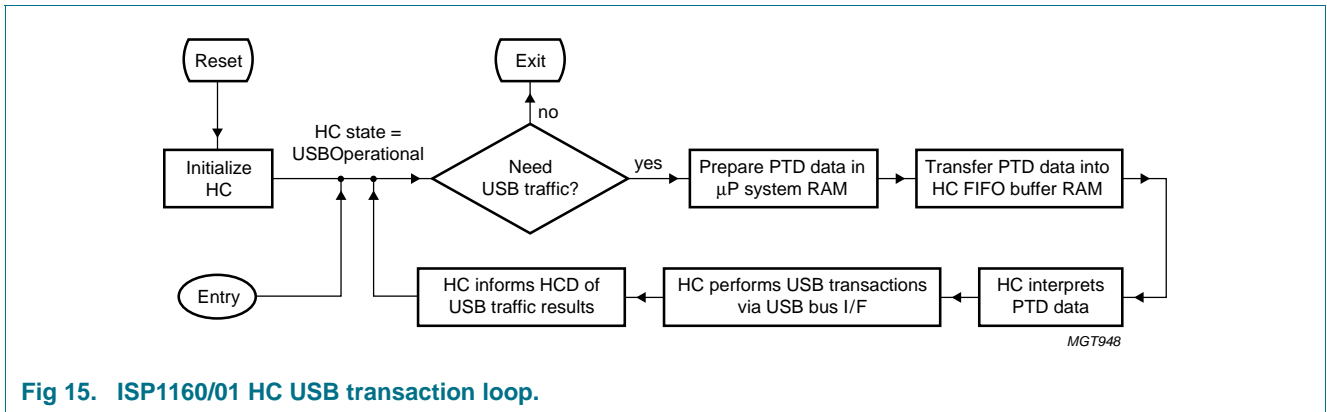 Reset
Exit
no
HC state =
USBOperational
Initialize
HC
Need
USB traffic?
yes
Prepare PTD data in
µP system RAM
Transfer PTD data into
HC FIFO buffer RAM
Entry
HC informs HCD of
USB traffic results
HC performs USB transactions
via USB bus I/F
HC interprets
PTD data
MGT948
Fig 15. ISP1160/01 HC USB transaction loop.